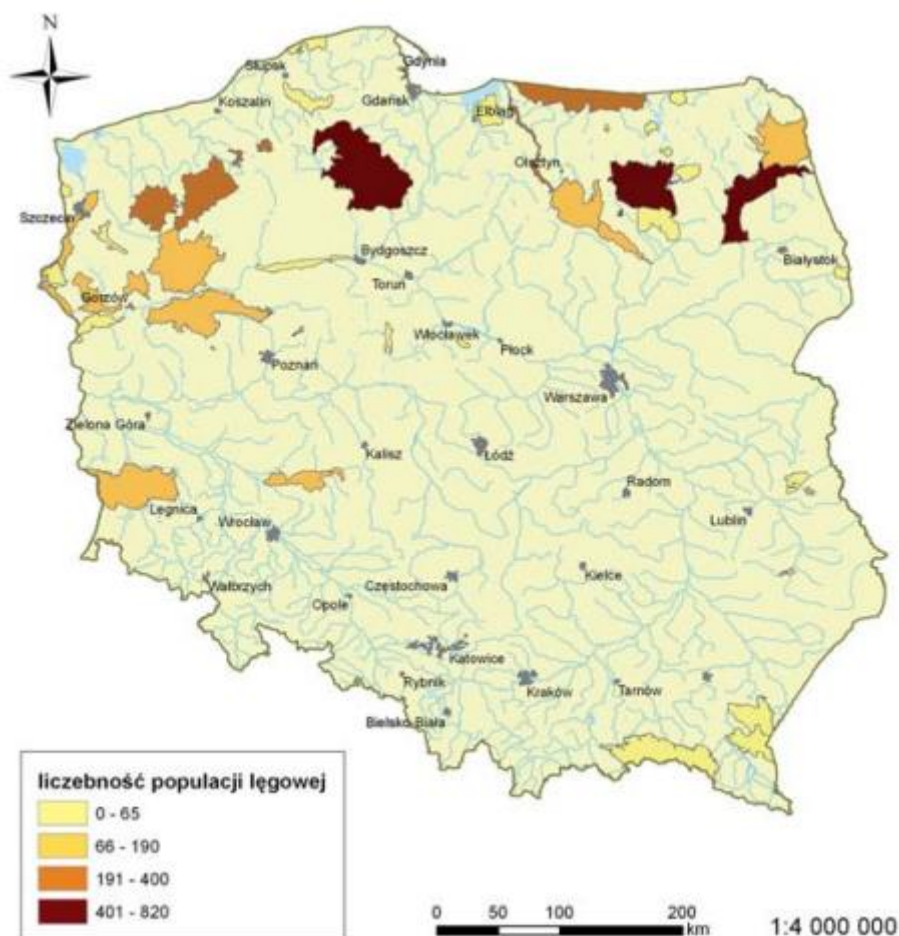 N
Słupsk
Gdynia
Koszalin
Gdańsk
Elbląg
Olsztyn
Szczecin
Bydgoszcz
Białystok
Toruń
Gorzów
Włocławek
Płock
Poznań
Warszawa
Zielona Góra
Kalisz
Łódź
Radom
Legnica
Wrocław
Lublin
Wałbrzych
Częstochowa
Kielce
Opole
Katowice
Rybnik
Kraków
Tarnów
Bielsko Biała
liczebność populacji lęgowej
0 - 65
66 - 190
191 - 400
401 - 820
0 50 100 200
km
1:4 000 000